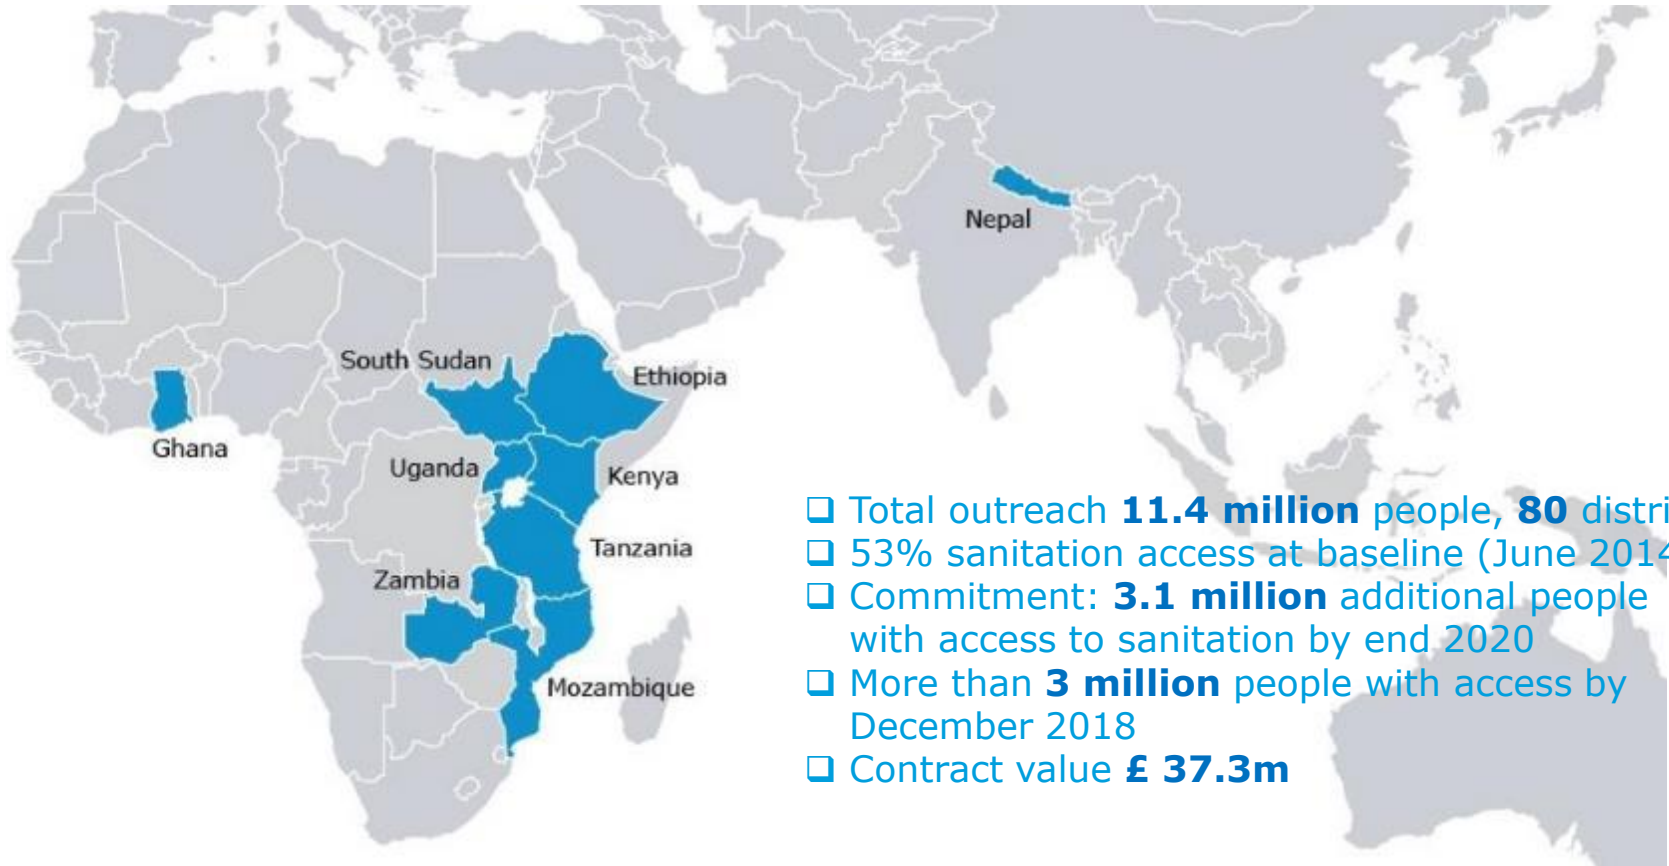 Nepal
South Sudan
Ethiopia
Ghana
Uganda
Kenya
Tanzania
Zambia
Mozambique
❑ Total outreach 11.4 million people, 80 distri
❑ 53% sanitation access at baseline (June 2014
❑ Commitment: 3.1 million additional people
with access to sanitation by end 2020
❑ More than 3 million people with access by
December 2018
❑ Contract value £ 37.3m